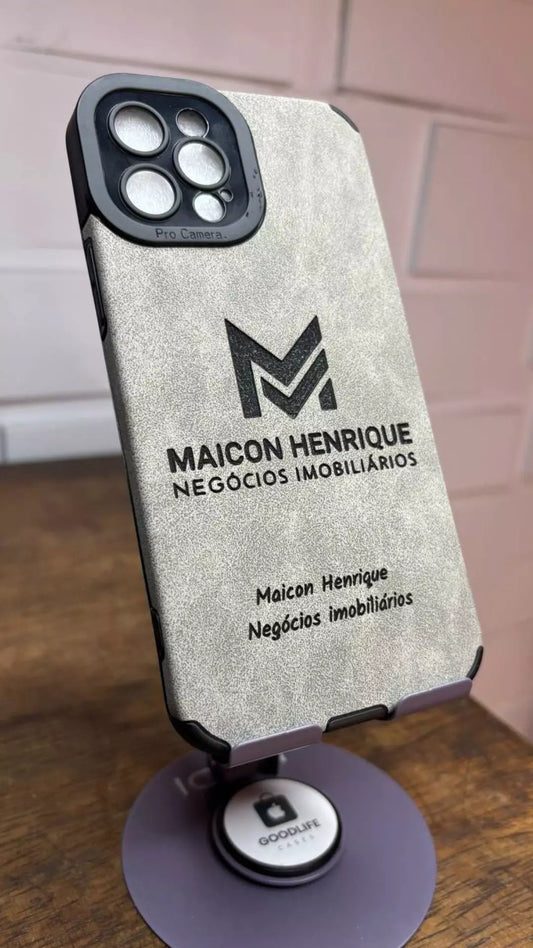 Pro Camera.
MAICON HENRIQUE
NEGÓCIOS IMOBILIÁRIOS
Maicon Henrique
Negócios imobiliários
GOODLIFE
CASES